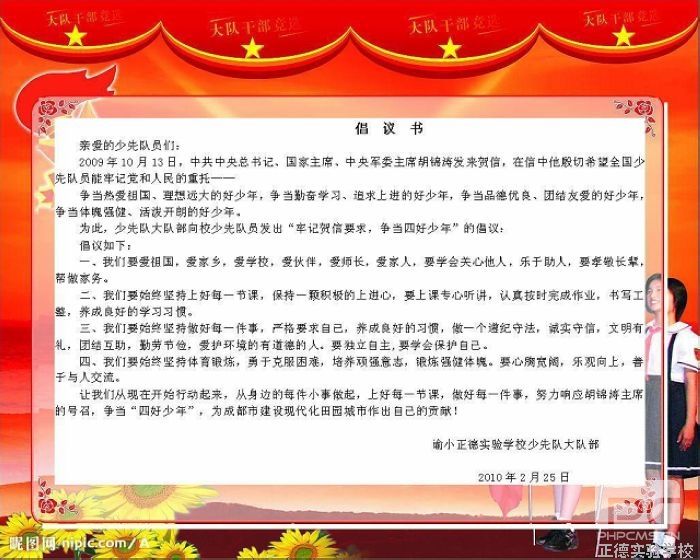 大队干部竞选
大队干部竞选
大队干部竞选
大队干部竞选
倡 议 书
亲爱的少先队员们：
2009 年 10 月 13 日，中共中央总书记、国家主席、中央军委主席胡锦涛发来贺信，在信中他殷切希望全国少
先队员能牢记党和人民的重托——
争当热爱祖国、理想远大的好少年，争当勤奋学习、追求上进的好少年，争当品德优良、团结友爱的好少年，
争当体魄强健、活泼开朗的好少年。
为此，少先队大队部向校少先队员发出“牢记贺信要求，争当四好少年”的倡议：
倡议如下：
一、我们要爱祖国，爱家乡，爱学校，爱伙伴，爱师长，爱家人，要学会关心他人，乐于助人，要孝敬长辈，
帮做家务。
二、我们要始终坚持上好每一节课，保持一颗积极的上进心，要上课专心听讲，认真按时完成作业，书写工
整，养成良好的学习习惯。
三、我们要始终坚持做好每一件事，严格要求自己，养成良好的习惯，做一个遵纪守法，诚实守信，文明有
礼，团结互助，勤劳节俭，爱护环境的有道德的人。要独立自主，要学会保护自己。
四、我们要始终坚持体育锻炼，勇于克服困难，培养顽强意志，锻炼强健体魄。要心胸宽阔，乐观向上，善
于与人交流。
让我们从现在开始行动起来，从身边的每件小事做起，上好每一节课，做好每一件事，努力响应胡锦涛主席
的号召，争当“四好少年”，为成都市建设现代化田园城市作出自己的贡献！
瑜小正德实验学校少先队大队部
2010 年 2 月 25 日
昵图网 nipic.com/A
PHPCMS.CN
正德实验学校